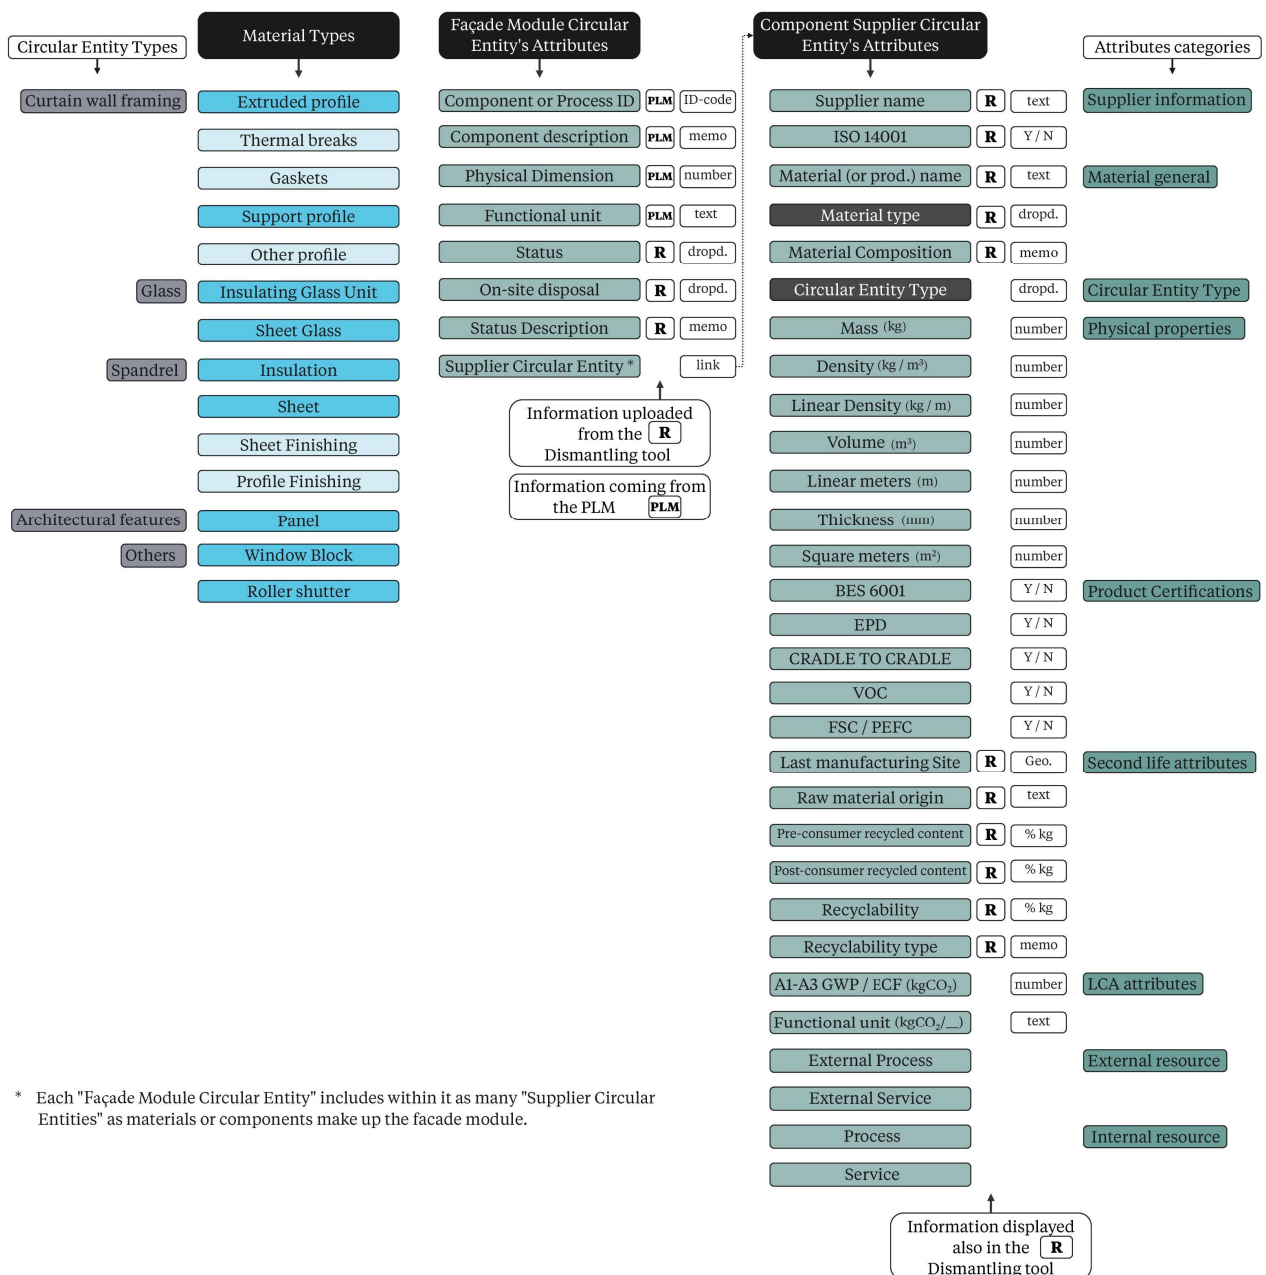 Circular Entity Types
Curtain wall framing
Glass
Spandrel
Architectural features
Others
Material Types
Extruded profile
Thermal breaks
Gaskets
Support profile
Other profile
Insulating Glass Unit
Sheet Glass
Insulation
Sheet
Sheet Finishing
Profile Finishing
Panel
Window Block
Roller shutter
Façade Module Circular
Entity's Attributes
Component or Process ID PLM ID-code
Component description PLM memo
Physical Dimension PLM number
Functional unit PLM text
Status R dropd.
On-site disposal R dropd.
Status Description R memo
Supplier Circular Entity * link
Information uploaded
from the R
Dismantling tool
Information coming from
the PLM PLM
Component Supplier Circular
Entity's Attributes
Attributes categories
Supplier name R text Supplier information
ISO 14001 R Y / N
Material (or prod.) name R text Material general
Material type R dropd.
Material Composition R memo
Circular Entity Type dropd. Circular Entity Type
Mass (kg) number Physical properties
Density (kg / m³) number
Linear Density (kg / m) number
Volume (m³) number
Linear meters (m) number
Thickness (mm) number
Square meters (m²) number
BES 6001 Y / N Product Certifications
EPD Y / N
CRADLE TO CRADLE Y / N
VOC Y / N
FSC / PEFC Y / N
Last manufacturing Site R Geo. Second life attributes
Raw material origin R text
Pre-consumer recycled content R % kg
Post-consumer recycled content R % kg
Recyclability R % kg
Recyclability type R memo
A1-A3 GWP / ECF (kgCO₂) number LCA attributes
Functional unit (kgCO₂/__) text
External Process External resource
External Service
Process Internal resource
Service
Information displayed
also in the R
Dismantling tool
* Each "Façade Module Circular Entity" includes within it as many "Supplier Circular
Entities" as materials or components make up the facade module.